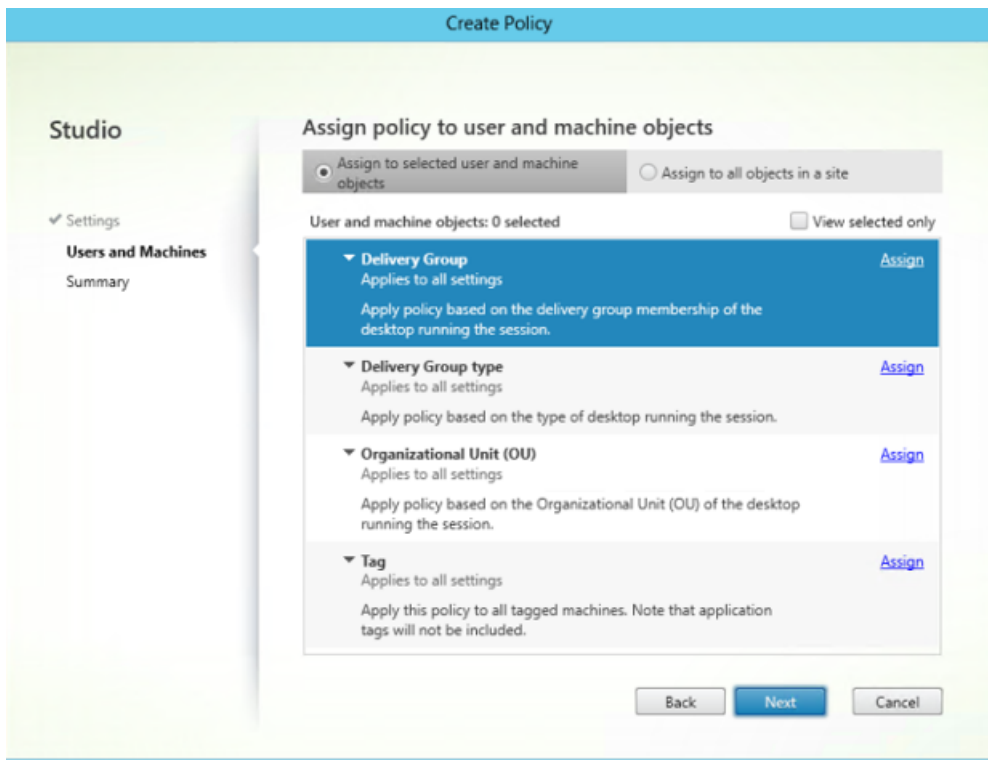 Create Policy
Studio
Assign policy to user and machine objects
Assign to selected user and machine
objects
Assign to all objects in a site
Settings
Users and Machines
Summary
User and machine objects: 0 selected
View selected only
Delivery Group
Assign
Applies to all settings
Apply policy based on the delivery group membership of the
desktop running the session.
Delivery Group type
Assign
Applies to all settings
Apply policy based on the type of desktop running the session.
Organizational Unit (OU)
Assign
Applies to all settings
Apply policy based on the Organizational Unit (OU) of the desktop
running the session.
Tag
Assign
Applies to all settings
Apply this policy to all tagged machines. Note that application
tags will not be included.
Back
Next
Cancel